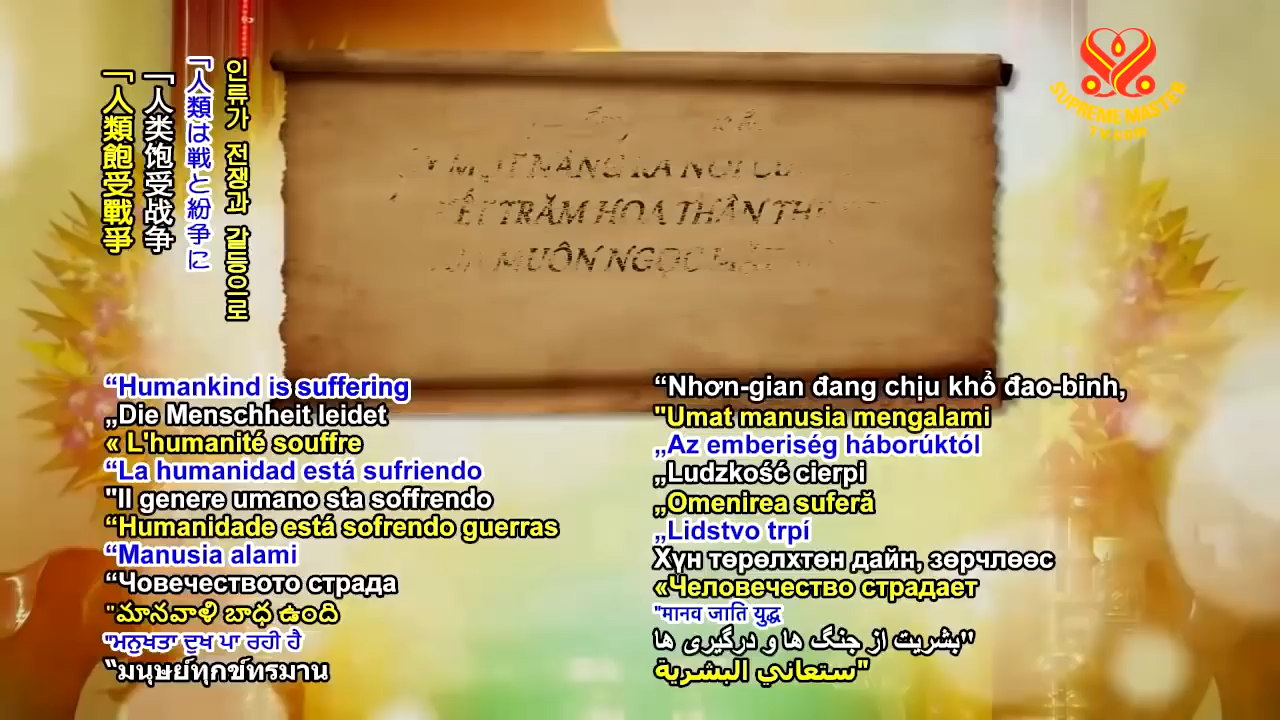 SUPREME MASTER
TV.com
「人類飽受戰爭
「人类饱受战争
「人類は戦と紛争に
인류가 전쟁과 갈등으로
MUÔN NGỌC
TRĂM HOA THÂN
“Humankind is suffering
„Die Menschheit leidet
« L'humanité souffre
“La humanidad está sufriendo
"Il genere umano sta soffrendo
“Humanidade está sofrendo guerras
“Manusia alami
“Човечеството страда
"మానవాళి బాధ ఉంది
"ਮਨੁਖਤਾ ਦੁਖ ਪਾ ਰਹੀ ਹੈ
“มนุษย์ทุกข์ทรมาน
“Nhơn-gian đang chịu khổ đao-binh,
"Umat manusia mengalami
„Az emberiség háborúktól
„Ludzkość cierpi
„Omenirea suferă
„Lidstvo trpí
Хүн төрөлхтөн дайн, зөрчлөөс
«Человечество страдает
"मानव जाति युद्ध
"بشریت از جنگ ها و درگیری ها
"ستعاني البشرية